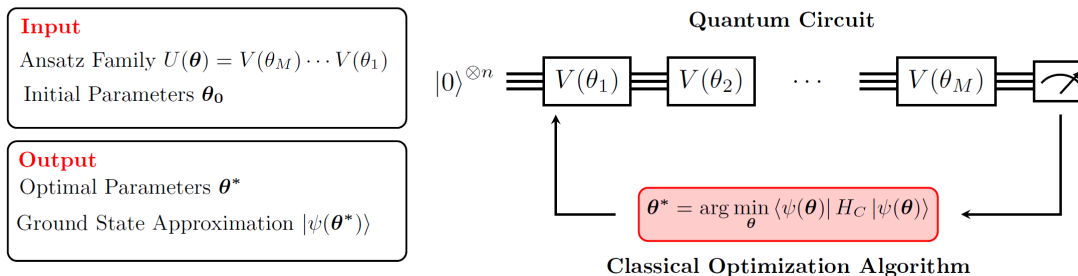 Input
Ansatz Family U(θ) = V(θ_M) ⋯ V(θ_1)
Initial Parameters θ_0
Output
Optimal Parameters θ*
Ground State Approximation |ψ(θ*)⟩
Quantum Circuit
|0⟩^⊗n V(θ_1) V(θ_2) ⋯ V(θ_M)
θ* = arg min_θ ⟨ψ(θ)| H_C |ψ(θ)⟩
Classical Optimization Algorithm